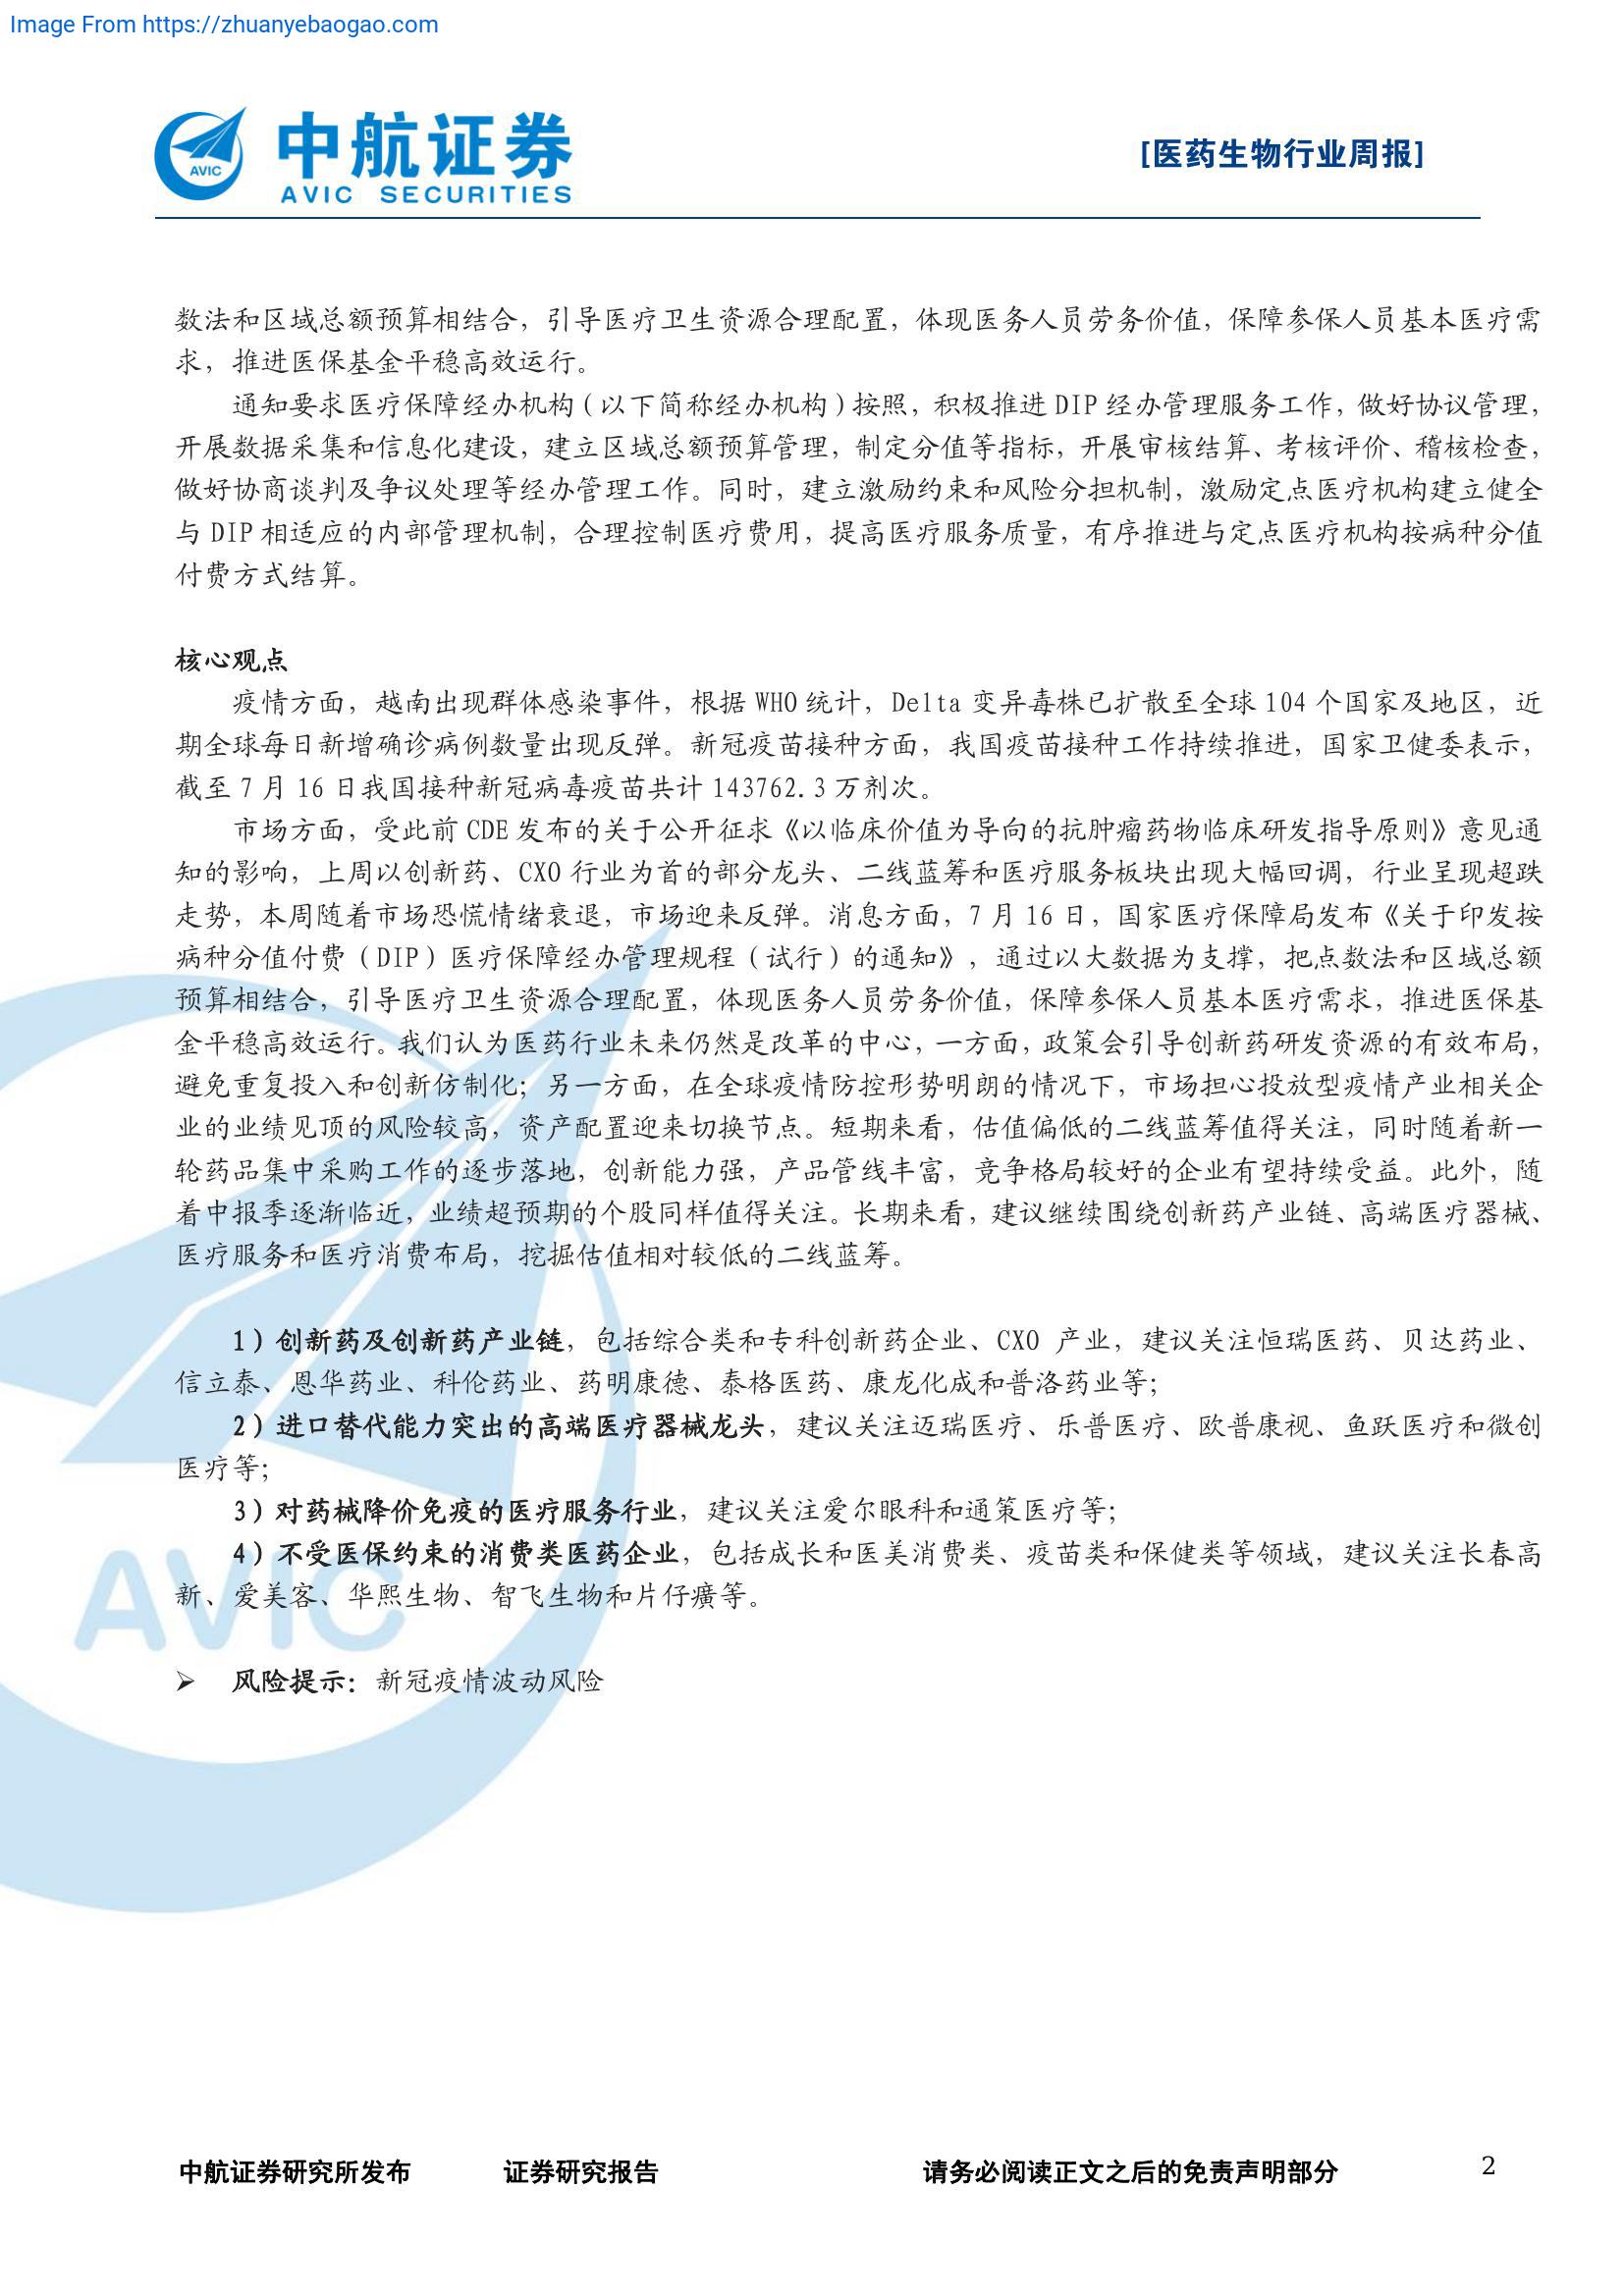 Image From https://zhuanyebaogao.com
AVIC
中航证券
AVIC SECURITIES
[医药生物行业周报]
数法和区域总额预算相结合，引导医疗卫生资源合理配置，体现医务人员劳务价值，保障参保人员基本医疗需
求，推进医保基金平稳高效运行。
通知要求医疗保障经办机构（以下简称经办机构）按照，积极推进 DIP 经办管理服务工作，做好协议管理，
开展数据采集和信息化建设，建立区域总额预算管理，制定分值等指标，开展审核结算、考核评价、稽核检查，
做好协商谈判及争议处理等经办管理工作。同时，建立激励约束和风险分担机制，激励定点医疗机构建立健全
与 DIP 相适应的内部管理机制，合理控制医疗费用，提高医疗服务质量，有序推进与定点医疗机构按病种分值
付费方式结算。
核心观点
疫情方面，越南出现群体感染事件，根据 WHO 统计，Delta 变异毒株已扩散至全球 104 个国家及地区，近
期全球每日新增确诊病例数量出现反弹。新冠疫苗接种方面，我国疫苗接种工作持续推进，国家卫健委表示，
截至 7 月 16 日我国接种新冠病毒疫苗共计 143762.3 万剂次。
市场方面，受此前 CDE 发布的关于公开征求《以临床价值为导向的抗肿瘤药物临床研发指导原则》意见通
知的影响，上周以创新药、CXO 行业为首的部分龙头、二线蓝筹和医疗服务板块出现大幅回调，行业呈现超跌
走势，本周随着市场恐慌情绪衰退，市场迎来反弹。消息方面，7 月 16 日，国家医疗保障局发布《关于印发按
病种分值付费（DIP）医疗保障经办管理规程（试行）的通知》，通过以大数据为支撑，把点数法和区域总额
预算相结合，引导医疗卫生资源合理配置，体现医务人员劳务价值，保障参保人员基本医疗需求，推进医保基
金平稳高效运行。我们认为医药行业未来仍然是改革的中心，一方面，政策会引导创新药研发资源的有效布局，
避免重复投入和创新仿制化；另一方面，在全球疫情防控形势明朗的情况下，市场担心投放型疫情产业相关企
业的业绩见顶的风险较高，资产配置迎来切换节点。短期来看，估值偏低的二线蓝筹值得关注，同时随着新一
轮药品集中采购工作的逐步落地，创新能力强，产品管线丰富，竞争格局较好的企业有望持续受益。此外，随
着中报季逐渐临近，业绩超预期的个股同样值得关注。长期来看，建议继续围绕创新药产业链、高端医疗器械、
医疗服务和医疗消费布局，挖掘估值相对较低的二线蓝筹。
1）创新药及创新药产业链，包括综合类和专科创新药企业、CXO 产业，建议关注恒瑞医药、贝达药业、
信立泰、恩华药业、科伦药业、药明康德、泰格医药、康龙化成和普洛药业等；
2）进口替代能力突出的高端医疗器械龙头，建议关注迈瑞医疗、乐普医疗、欧普康视、鱼跃医疗和微创
医疗等；
3）对药械降价免疫的医疗服务行业，建议关注爱尔眼科和通策医疗等；
4）不受医保约束的消费类医药企业，包括成长和医美消费类、疫苗类和保健类等领域，建议关注长春高
新、爱美客、华熙生物、智飞生物和片仔癀等。
AVIC
➢ 风险提示：新冠疫情波动风险
中航证券研究所发布 证券研究报告 请务必阅读正文之后的免责声明部分 2